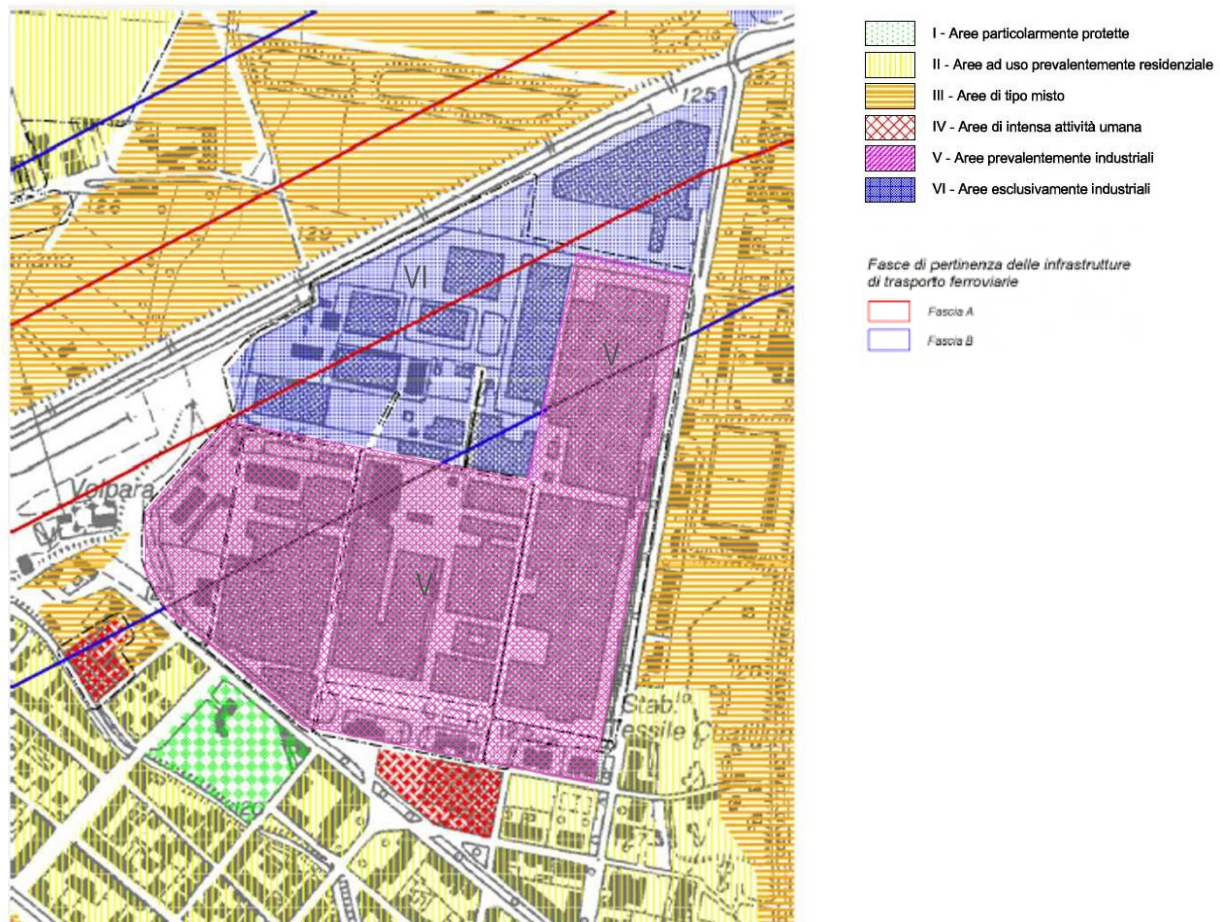 125
VI
V
Volpara
V
Stab.to
I - Aree particolarmente protette
II - Aree ad uso prevalentemente residenziale
III - Aree di tipo misto
IV - Aree di intensa attività umana
V - Aree prevalentemente industriali
VI - Aree esclusivamente industriali
Fasce di pertinenza delle infrastrutture
di trasporto ferroviarie
Fascia A
Fascia B